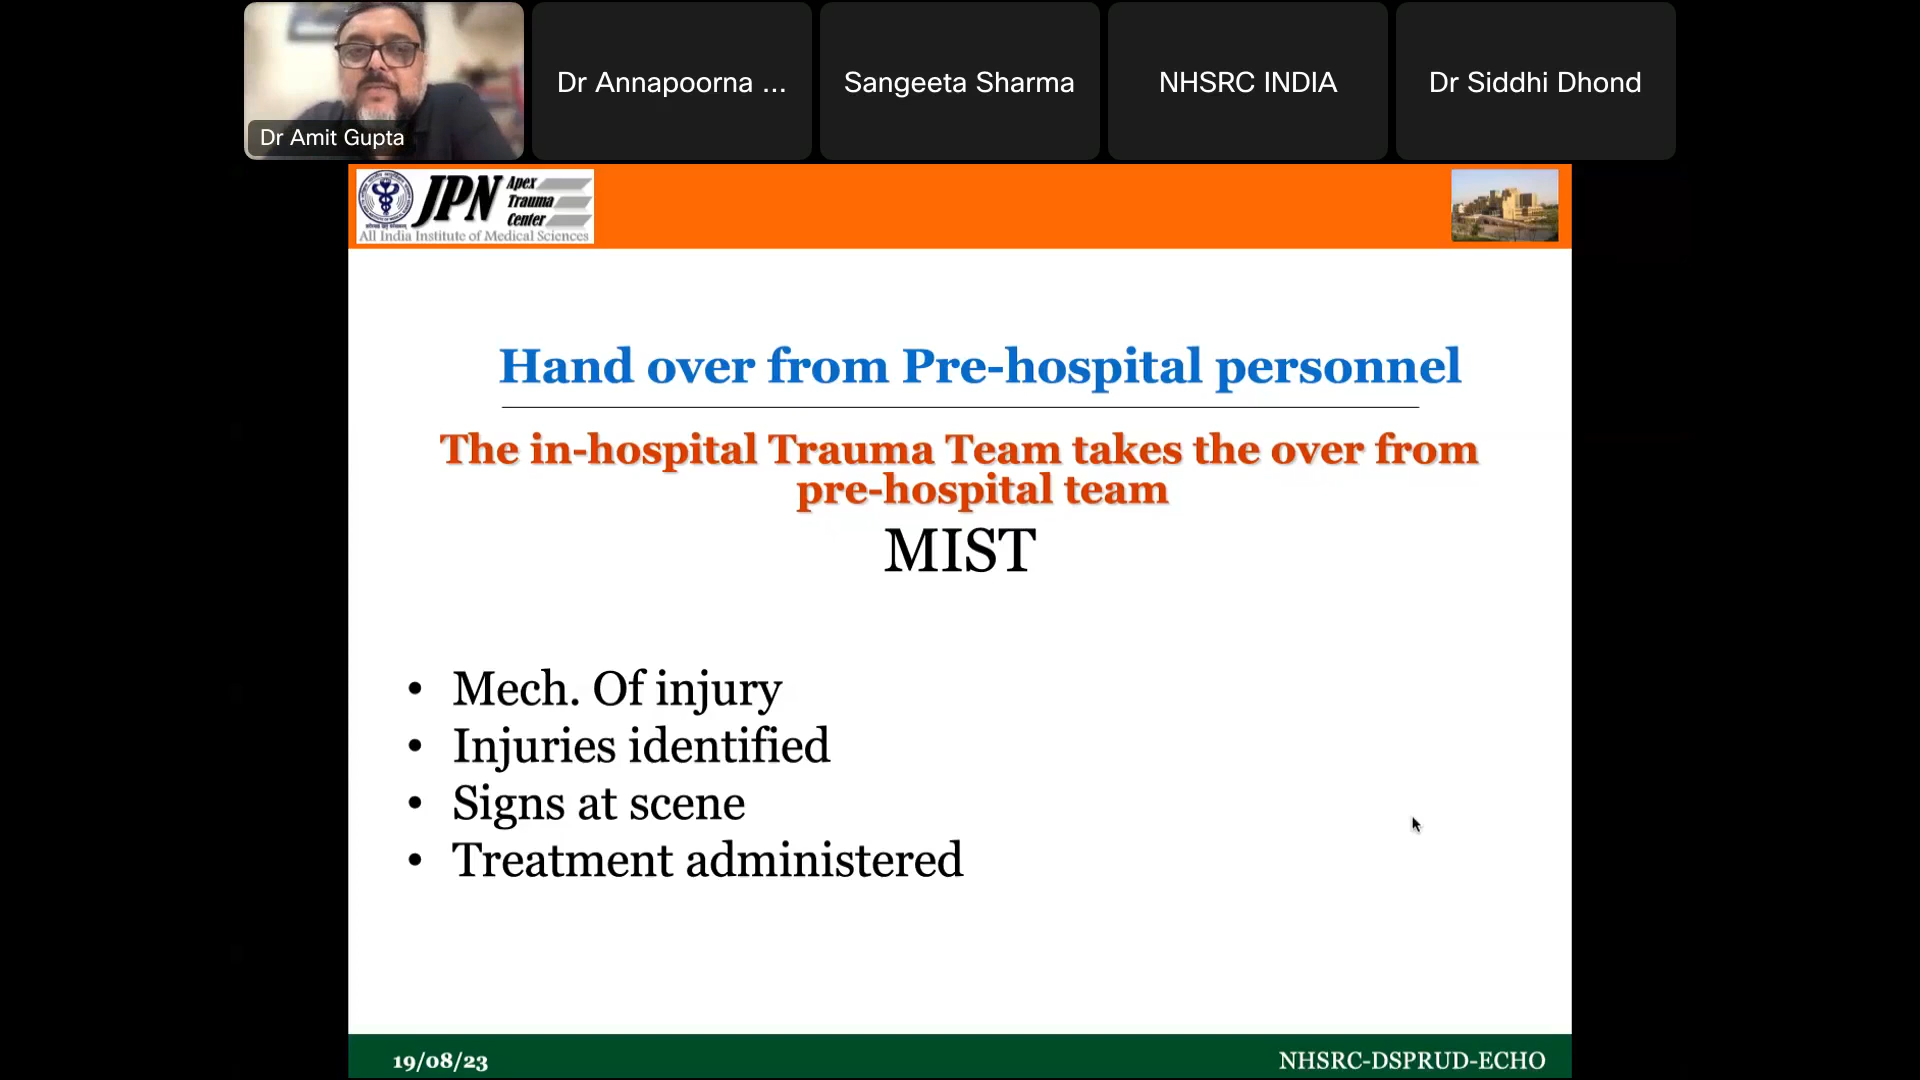 Dr Amit Gupta
Dr Annapoorna ...
Sangeeta Sharma
NHSRC INDIA
Dr Siddhi Dhond
JPN
Apex
Trauma
Center
All India Institute of Medical Sciences
Hand over from Pre-hospital personnel
The in-hospital Trauma Team takes the over from
pre-hospital team
MIST
• Mech. Of injury
• Injuries identified
• Signs at scene
• Treatment administered
19/08/23
NHSRC-DSPRUD-ECHO